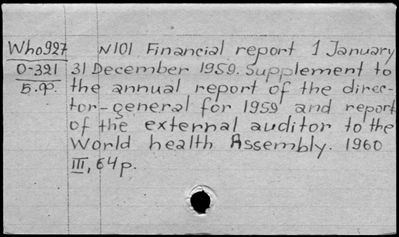 Who927 N101 Financial report 1 January
0-321 31 December 1959. Supplement to
5.φ. the annual report of the direc-
tor-general for 1959 and report
of the external auditor to the
World health Assembly. 1960
III, 64p.